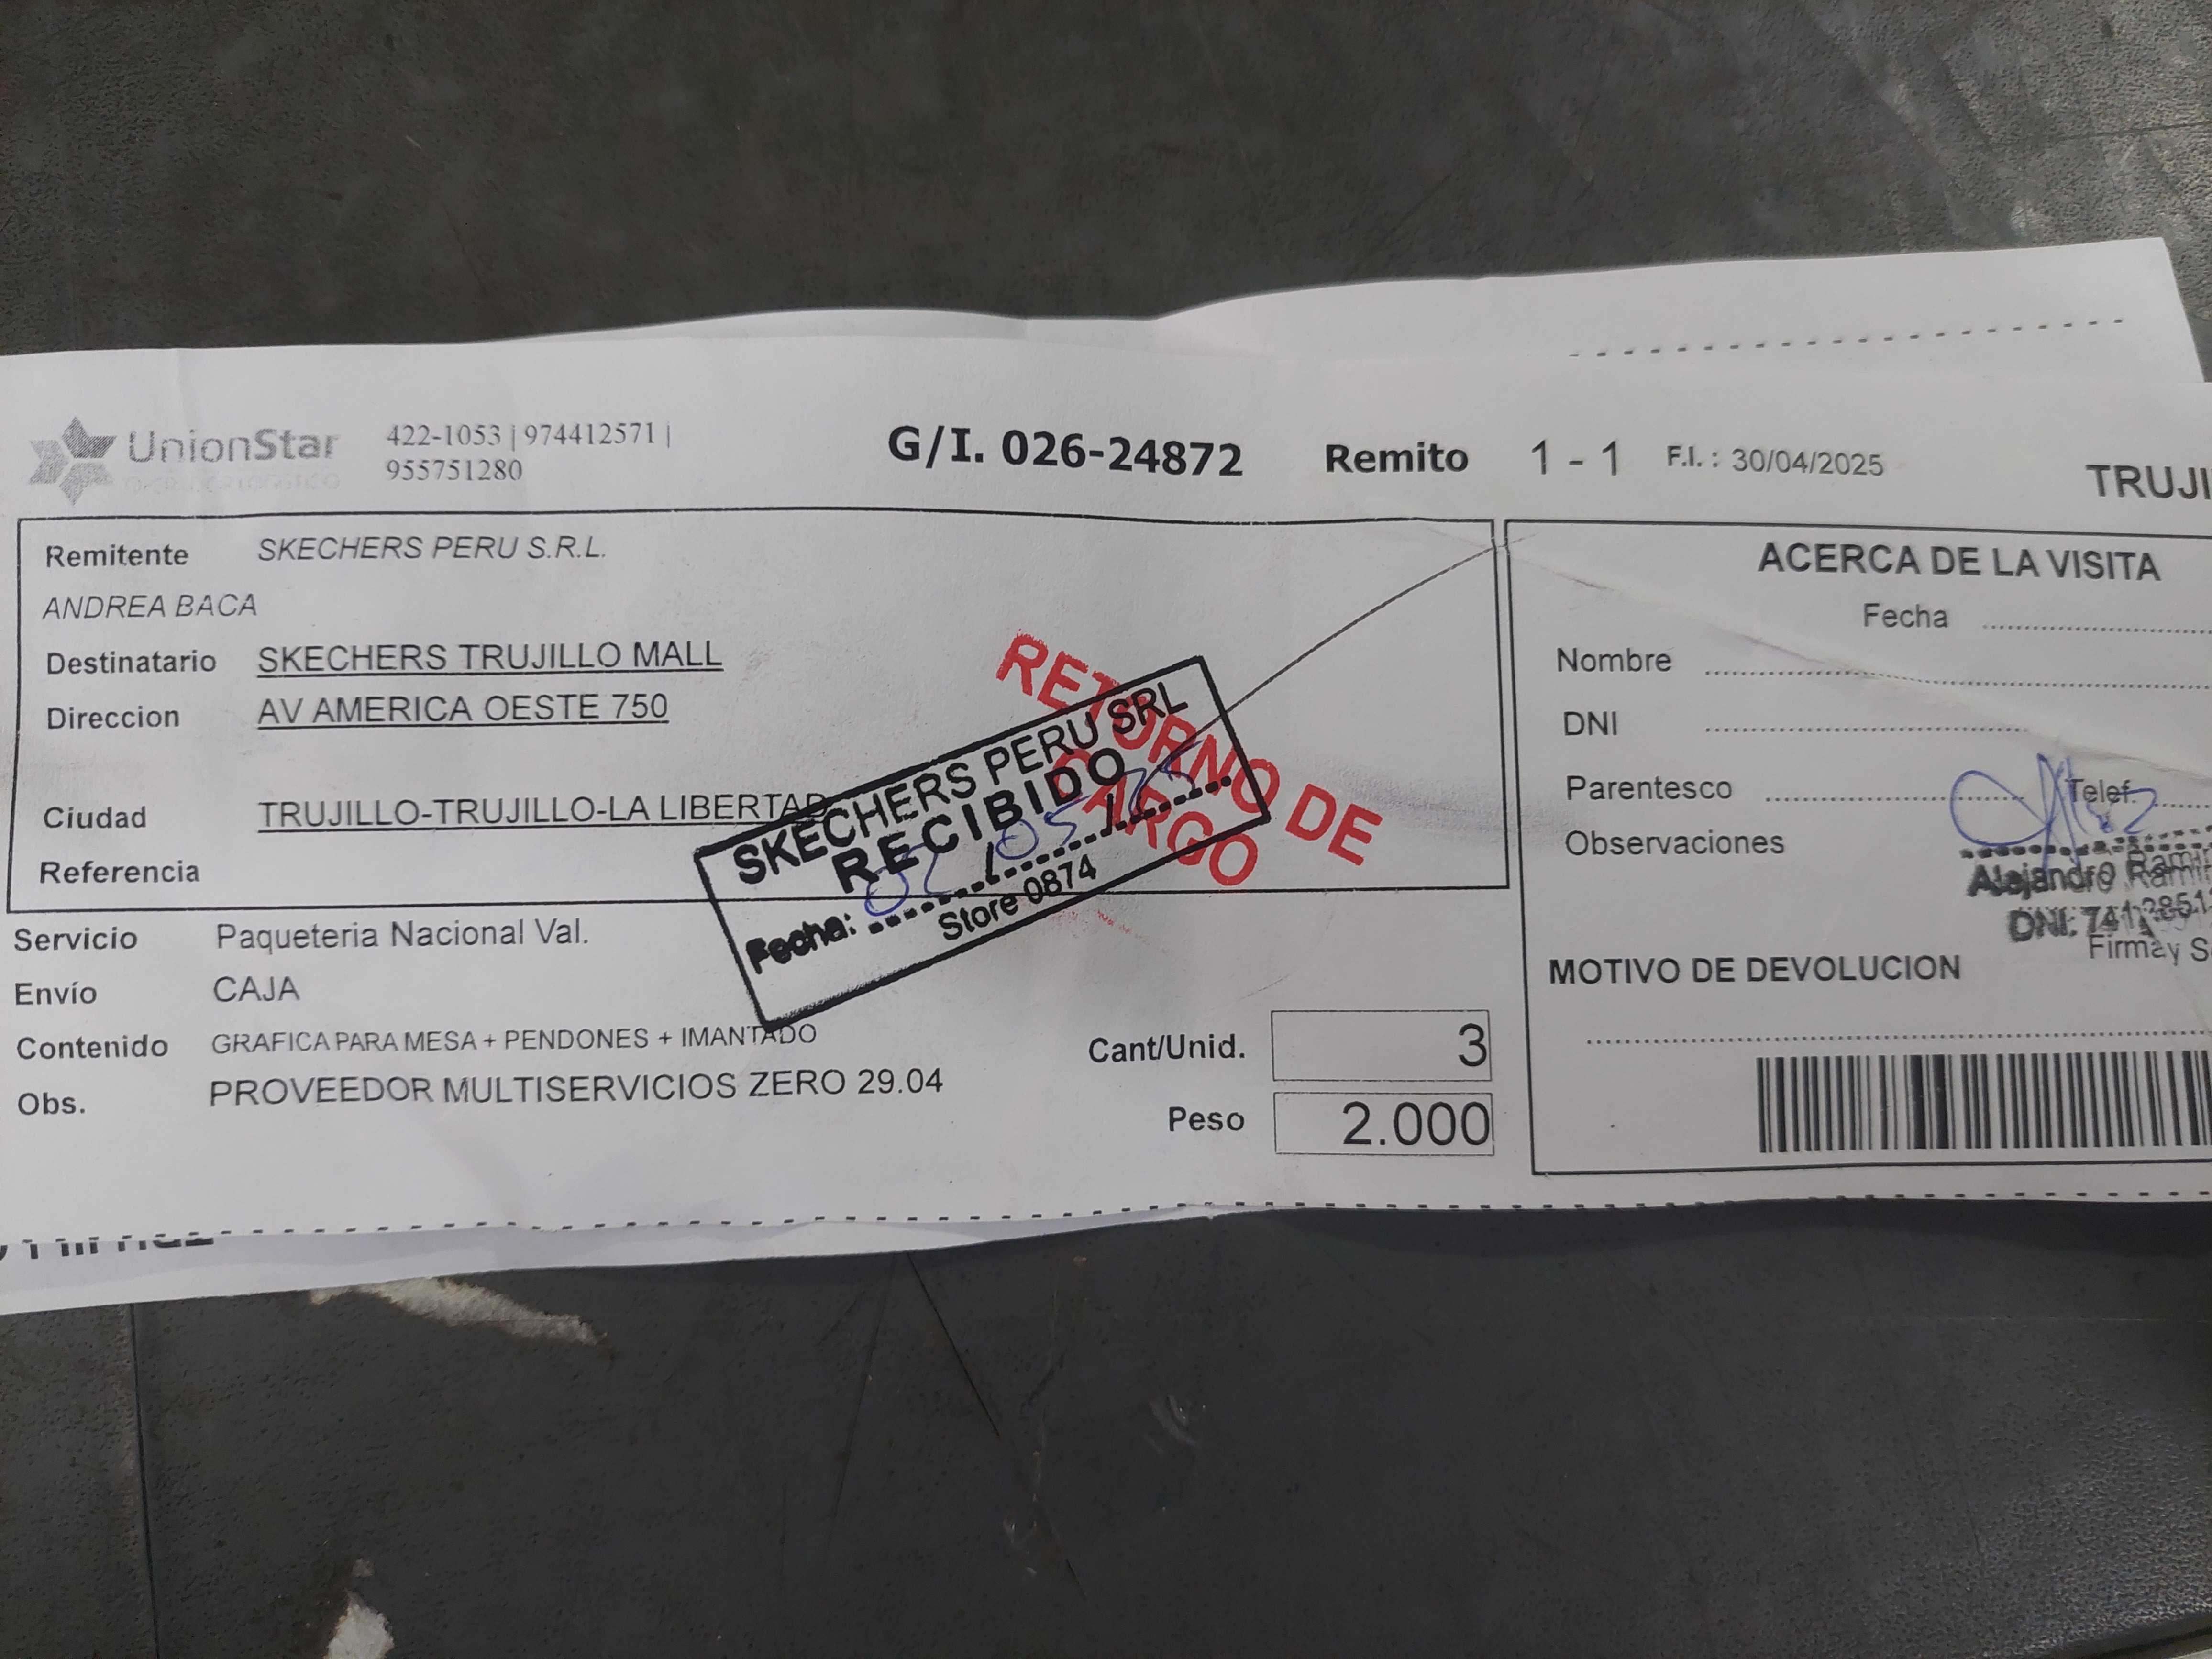 UnionStar
422-1053 | 974412571 |
955751280
G/I. 026-24872 Remito 1 - 1 F.I. : 30/04/2025
TRUJI
Remitente SKECHERS PERU S.R.L.
ANDREA BACA
Destinatario SKECHERS TRUJILLO MALL
Direccion AV AMERICA OESTE 750
Ciudad TRUJILLO-TRUJILLO-LA LIBERTAD
Referencia
RETORNO DE
CARGO
SKECHERS PERU SRL
RECIBIDO
Fecha: 02 / 05 / 25
Store 0874
Servicio Paqueteria Nacional Val.
Envío CAJA
Contenido GRAFICA PARA MESA + PENDONES + IMANTADO
Obs. PROVEEDOR MULTISERVICIOS ZERO 29.04
Cant/Unid. 3
Peso 2.000
ACERCA DE LA VISITA
Fecha
Nombre
DNI
Parentesco Telef.
Observaciones
Alejandro Ramir
DNI:
Firma y S
MOTIVO DE DEVOLUCION